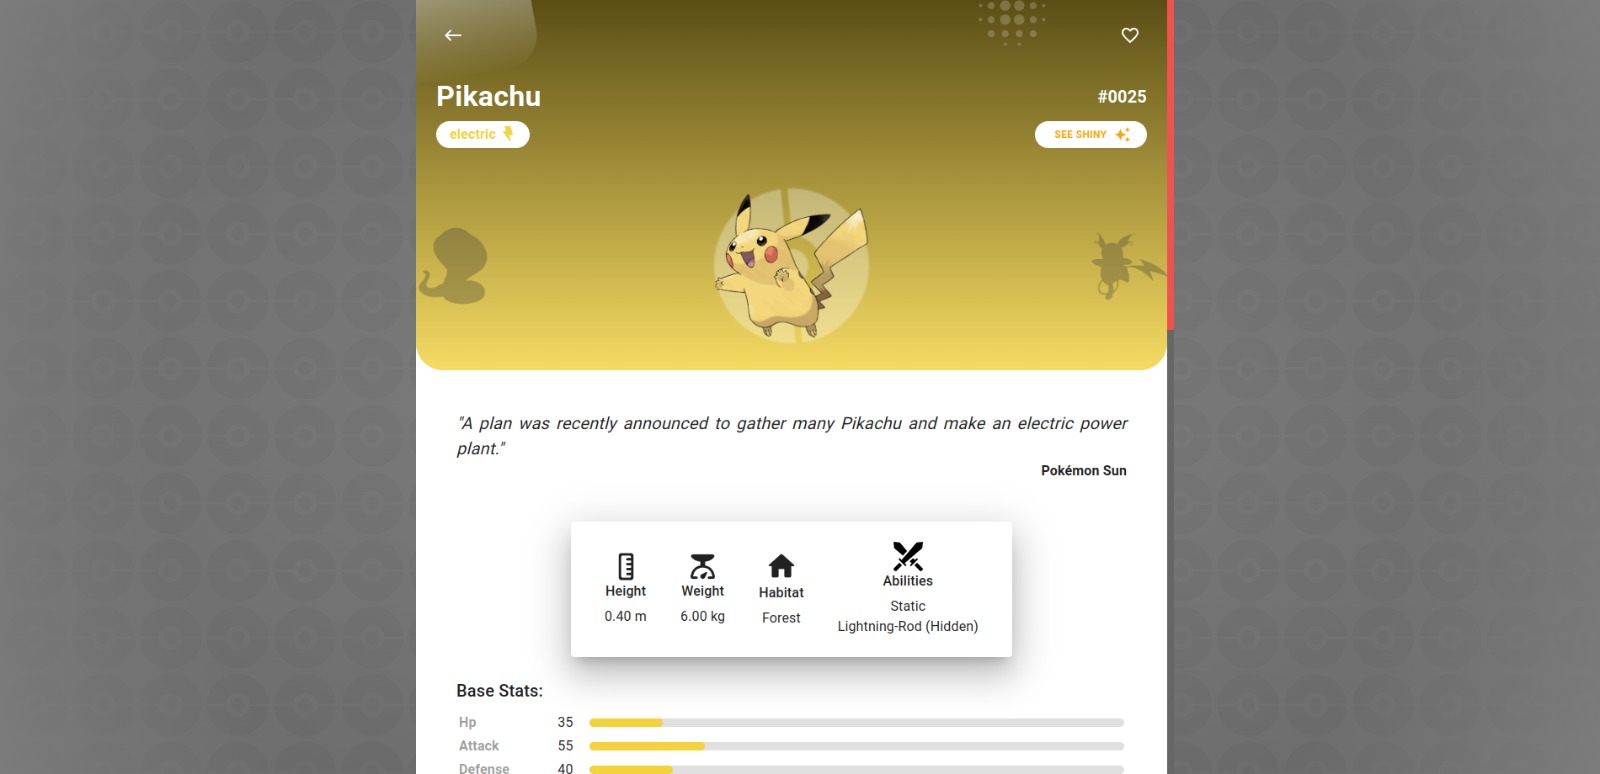 Pikachu
#0025
electric
SEE SHINY
"A plan was recently announced to gather many Pikachu and make an electric power
plant."
Pokémon Sun
Height
0.40 m
Weight
6.00 kg
Habitat
Forest
Abilities
Static
Lightning-Rod (Hidden)
Base Stats:
Hp 35
Attack 55
Defense 40